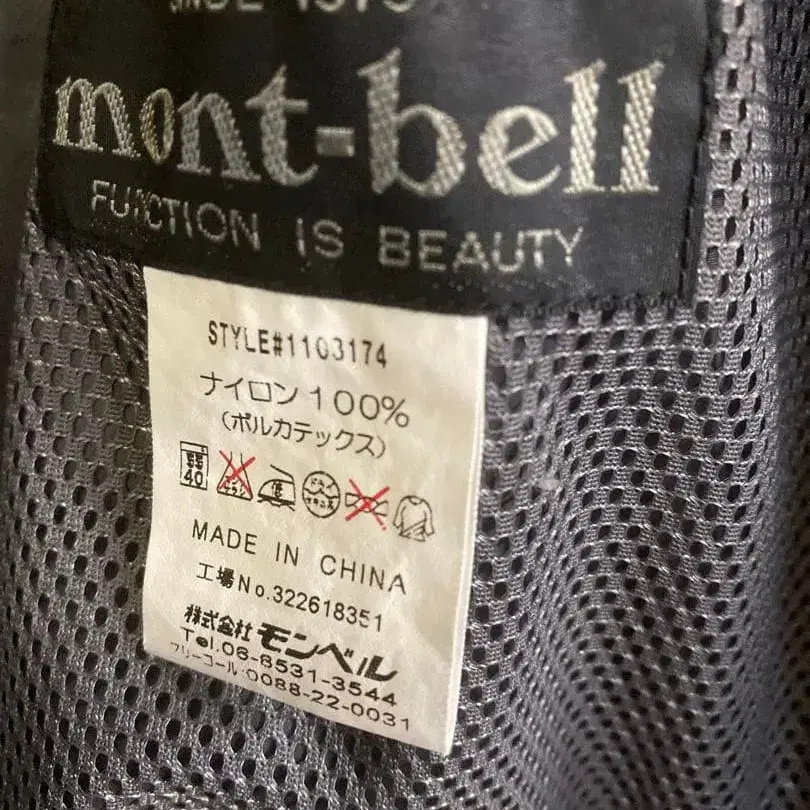 SINCE 1975
mont-bell
FUNCTION IS BEAUTY
STYLE#1103174
ナイロン100%
(ポルカテックス)
40
MADE IN CHINA
工場No.322618351
株式会社モンベル
Tel.06-6531-3544
フリーコール:0088-22-0031